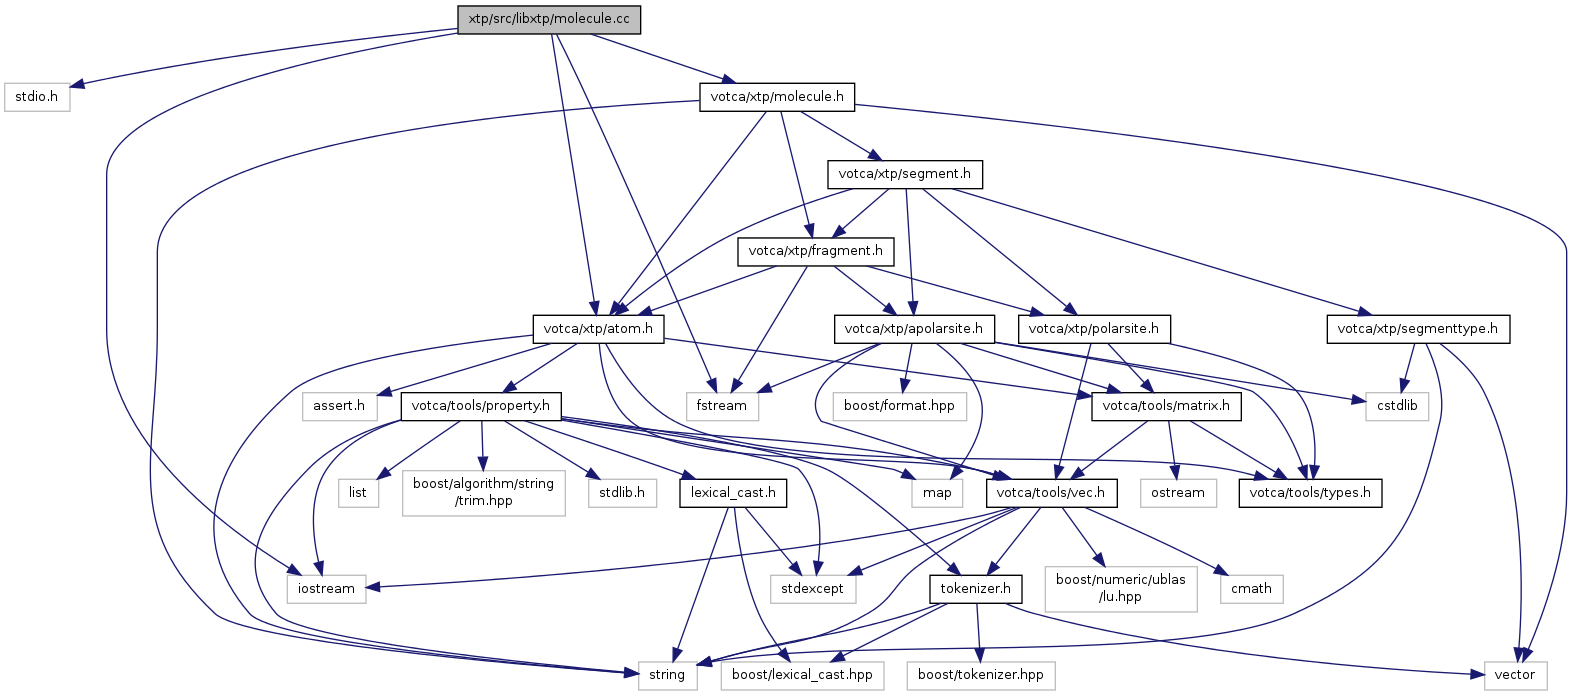 xtp/src/libxtp/molecule.cc
stdio.h
votca/xtp/molecule.h
votca/xtp/segment.h
votca/xtp/fragment.h
votca/xtp/atom.h
votca/xtp/apolarsite.h
votca/xtp/polarsite.h
votca/xtp/segmenttype.h
assert.h
votca/tools/property.h
fstream
boost/format.hpp
votca/tools/matrix.h
cstdlib
list
boost/algorithm/string
/trim.hpp
stdlib.h
lexical_cast.h
map
votca/tools/vec.h
ostream
votca/tools/types.h
iostream
stdexcept
tokenizer.h
boost/numeric/ublas
/lu.hpp
cmath
string
boost/lexical_cast.hpp
boost/tokenizer.hpp
vector